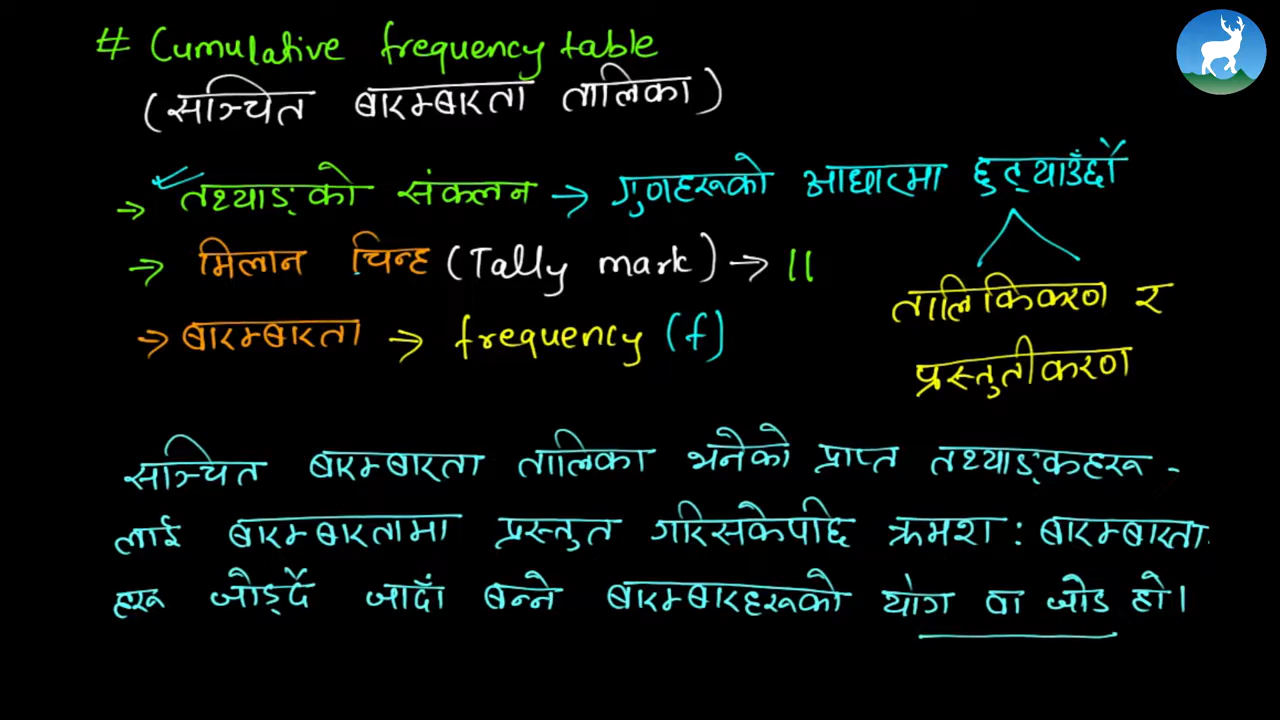 # Cumulative frequency table
(सञ्चित बारम्बारता तालिका)
→ तथ्याङ्को संकलन → गुणहरूको आधारमा छुट्याउँर्छौ
→ मिलान चिन्ह (Tally mark) → ||
तालिकिकरण र
→ बारम्बारता → frequency (f)
प्रस्तुतीकरण
सञ्चित बारम्बारता तालिका भनेको प्राप्त तथ्याङ्कहरू -
लाई बारम्बारतामा प्रस्तुत गरिसकेपछि क्रमश: बारम्बारता
हरू जोड्दै जादाँ बन्ने बारम्बारहरूको योग वा जोड हो।